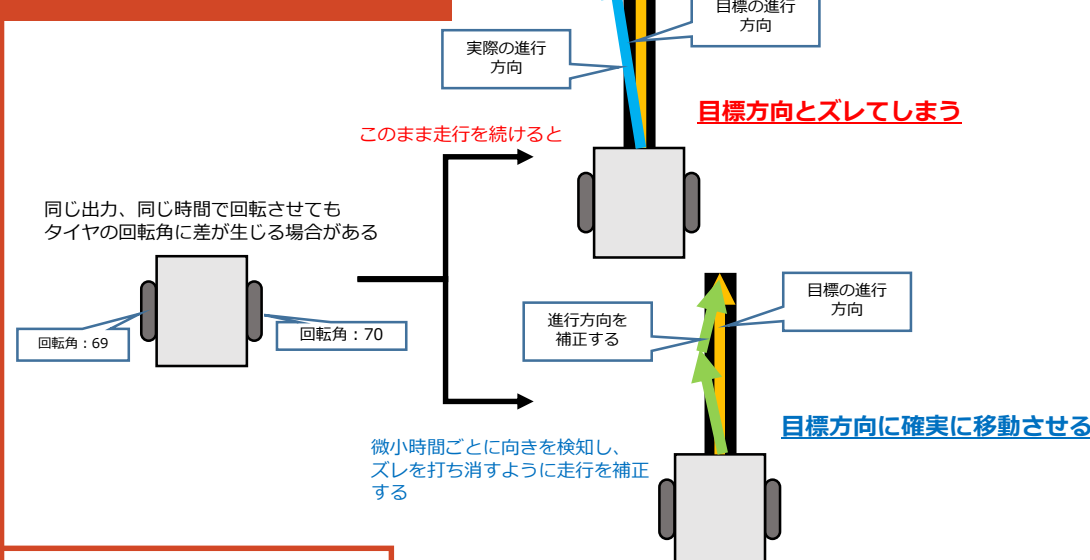 目標の進行
方向
実際の進行
方向
目標方向とズレてしまう
このまま走行を続けると
同じ出力、同じ時間で回転させても
タイヤの回転角に差が生じる場合がある
回転角：69
回転角：70
目標の進行
方向
進行方向を
補正する
目標方向に確実に移動させる
微小時間ごとに向きを検知し、
ズレを打ち消すように走行を補正
する